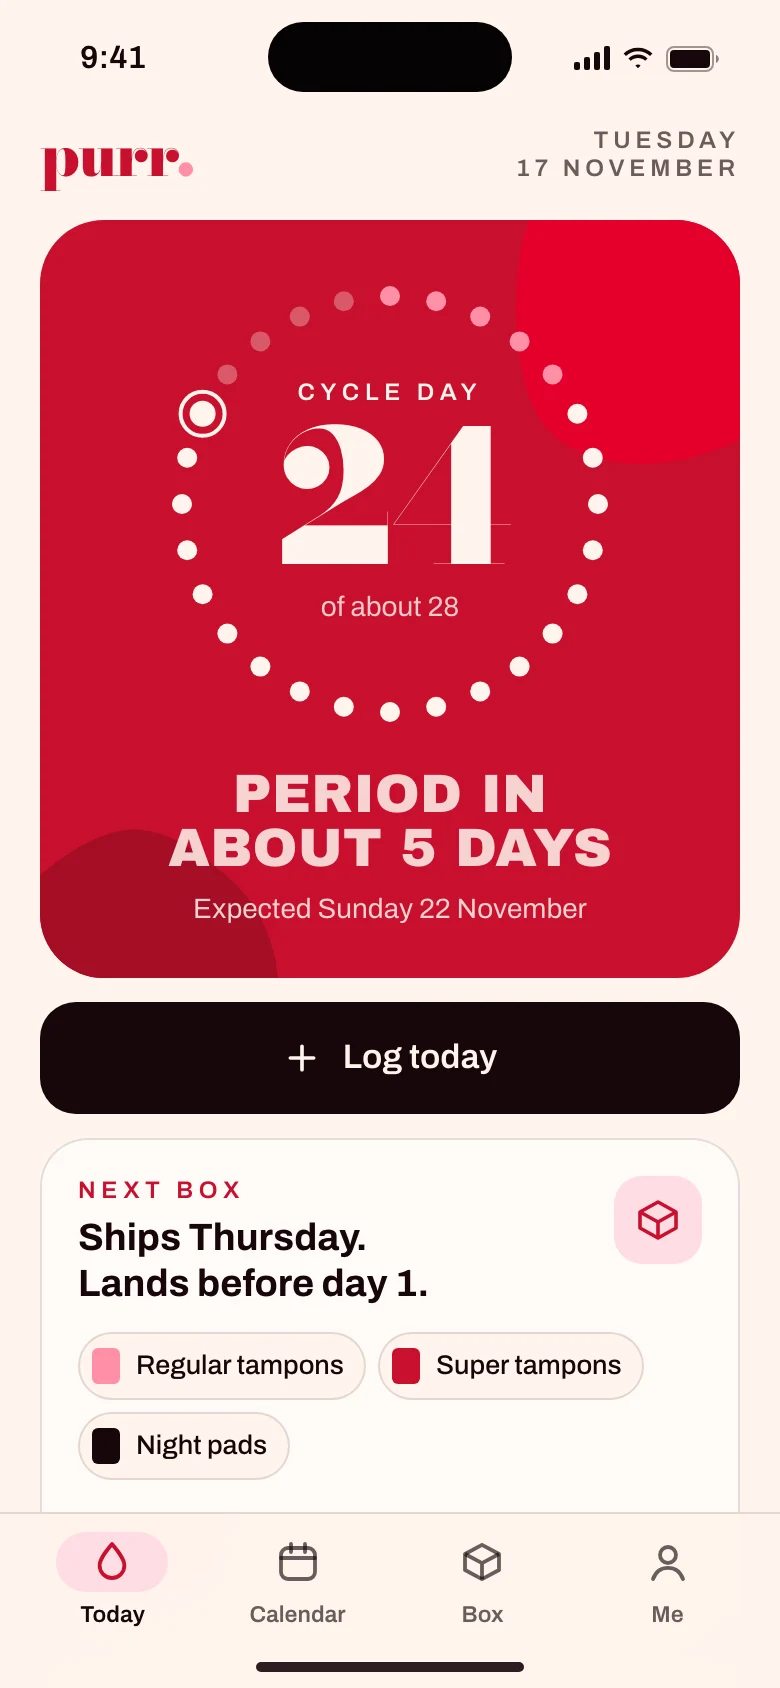 9:41
purr.
TUESDAY
17 NOVEMBER
CYCLE DAY
24
of about 28
PERIOD IN
ABOUT 5 DAYS
Expected Sunday 22 November
+ Log today
NEXT BOX
Ships Thursday.
Lands before day 1.
Regular tampons
Super tampons
Night pads
Today
Calendar
Box
Me